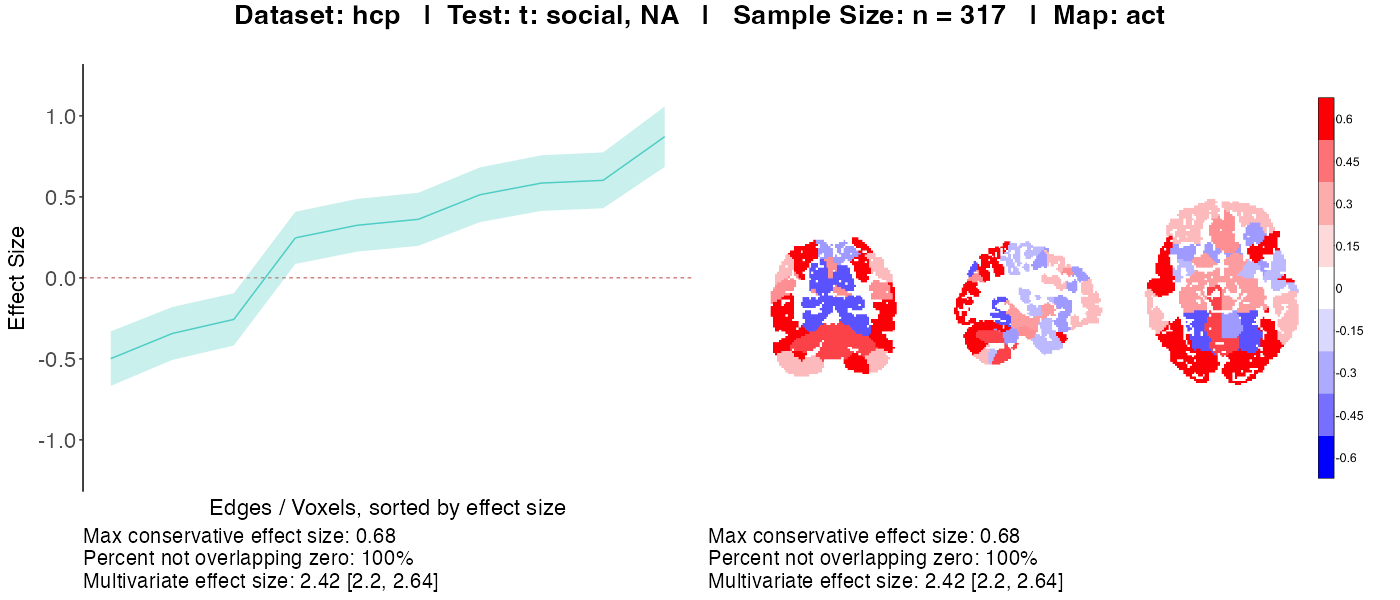 Dataset: hcp | Test: t: social, NA | Sample Size: n = 317 | Map: act
Effect Size
1.0
0.5
0.0
-0.5
-1.0
Edges / Voxels, sorted by effect size
Max conservative effect size: 0.68
Percent not overlapping zero: 100%
Multivariate effect size: 2.42 [2.2, 2.64]
0.6
0.45
0.3
0.15
0
-0.15
-0.3
-0.45
-0.6
Max conservative effect size: 0.68
Percent not overlapping zero: 100%
Multivariate effect size: 2.42 [2.2, 2.64]